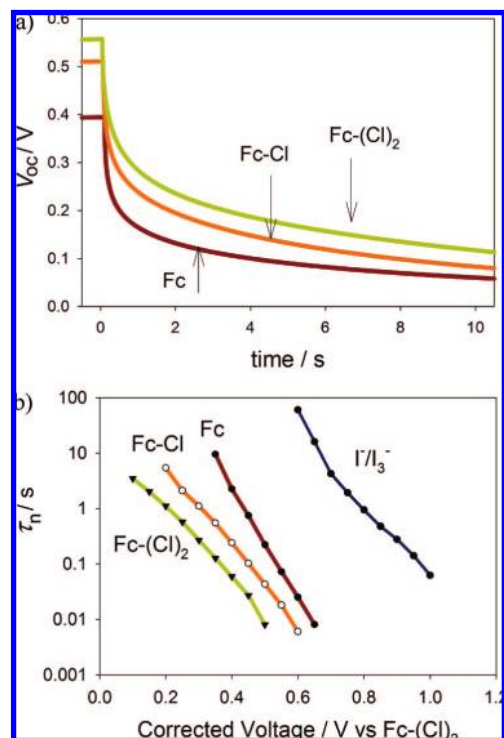 a)
0.6
0.5
0.4
0.3
0.2
0.1
0.0
Voc / V
Fc-Cl
Fc-(Cl)2
Fc
0 2 4 6 8 10
time / s
b)
100
10
1
0.1
0.01
0.001
τn / s
Fc-Cl
Fc
I-/I3-
Fc-(Cl)2
0.0 0.2 0.4 0.6 0.8 1.0 1.2
Corrected Voltage / V vs Fc-(Cl)2